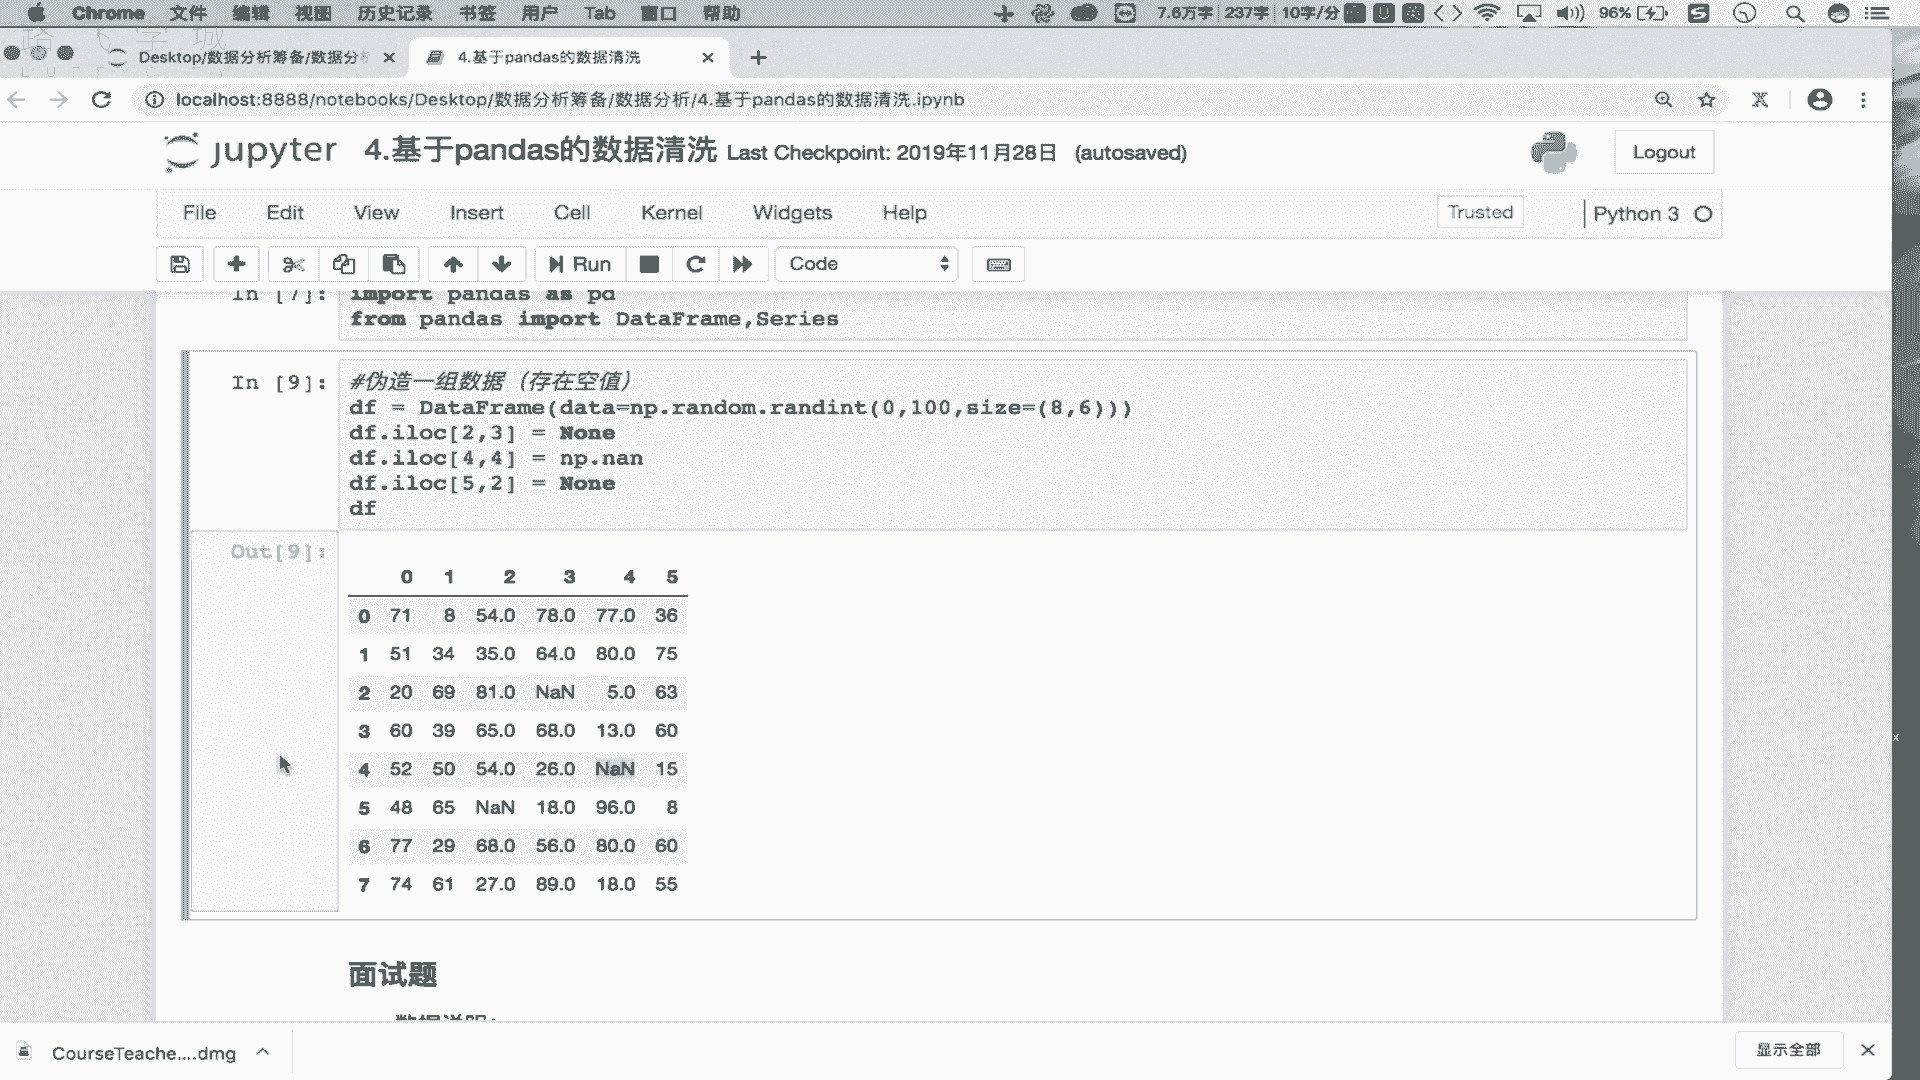 Chrome 文件 编辑 视图 历史记录 书签 用户 Tab 窗口 帮助 7.6万字 237字 10字/分 96%
Desktop/数据分析筹备/数据分 4.基于pandas的数据清洗
localhost:8888/notebooks/Desktop/数据分析筹备/数据分析/4.基于pandas的数据清洗.ipynb
jupyter 4.基于pandas的数据清洗 Last Checkpoint: 2019年11月28日 (autosaved) Logout
File Edit View Insert Cell Kernel Widgets Help Trusted Python 3
Run Code
In [7]: import pandas as pd
from pandas import DataFrame,Series
In [9]: #伪造一组数据（存在空值）
df = DataFrame(data=np.random.randint(0,100,size=(8,6)))
df.iloc[2,3] = None
df.iloc[4,4] = np.nan
df.iloc[5,2] = None
df
Out[9]:
0 1 2 3 4 5
0 71 8 54.0 78.0 77.0 36
1 51 34 35.0 64.0 80.0 75
2 20 69 81.0 NaN 5.0 63
3 60 39 65.0 68.0 13.0 60
4 52 50 54.0 26.0 NaN 15
5 48 65 NaN 18.0 96.0 8
6 77 29 68.0 56.0 80.0 60
7 74 61 27.0 89.0 18.0 55
面试题
数据说明:
CourseTeache....dmg 显示全部